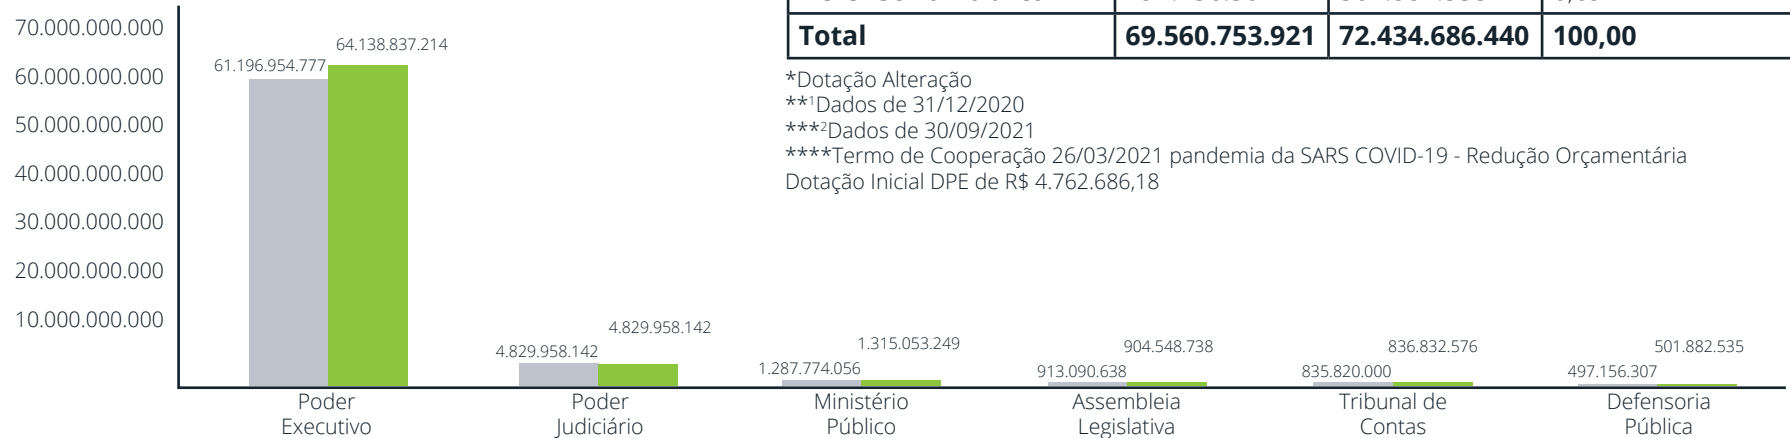 70.000.000.000
60.000.000.000
50.000.000.000
40.000.000.000
30.000.000.000
20.000.000.000
10.000.000.000
61.196.954.777
64.138.837.214
4.829.958.142
4.829.958.142
1.287.774.056
1.315.053.249
913.090.638
904.548.738
835.820.000
836.832.576
497.156.307
501.882.535
Poder
Executivo
Poder
Judiciário
Ministério
Público
Assembleia
Legislativa
Tribunal de
Contas
Defensoria
Pública
Total 69.560.753.921 72.434.686.440 100,00
*Dotação Alteração
**¹Dados de 31/12/2020
***²Dados de 30/09/2021
****Termo de Cooperação 26/03/2021 pandemia da SARS COVID-19 - Redução Orçamentária
Dotação Inicial DPE de R$ 4.762.686,18